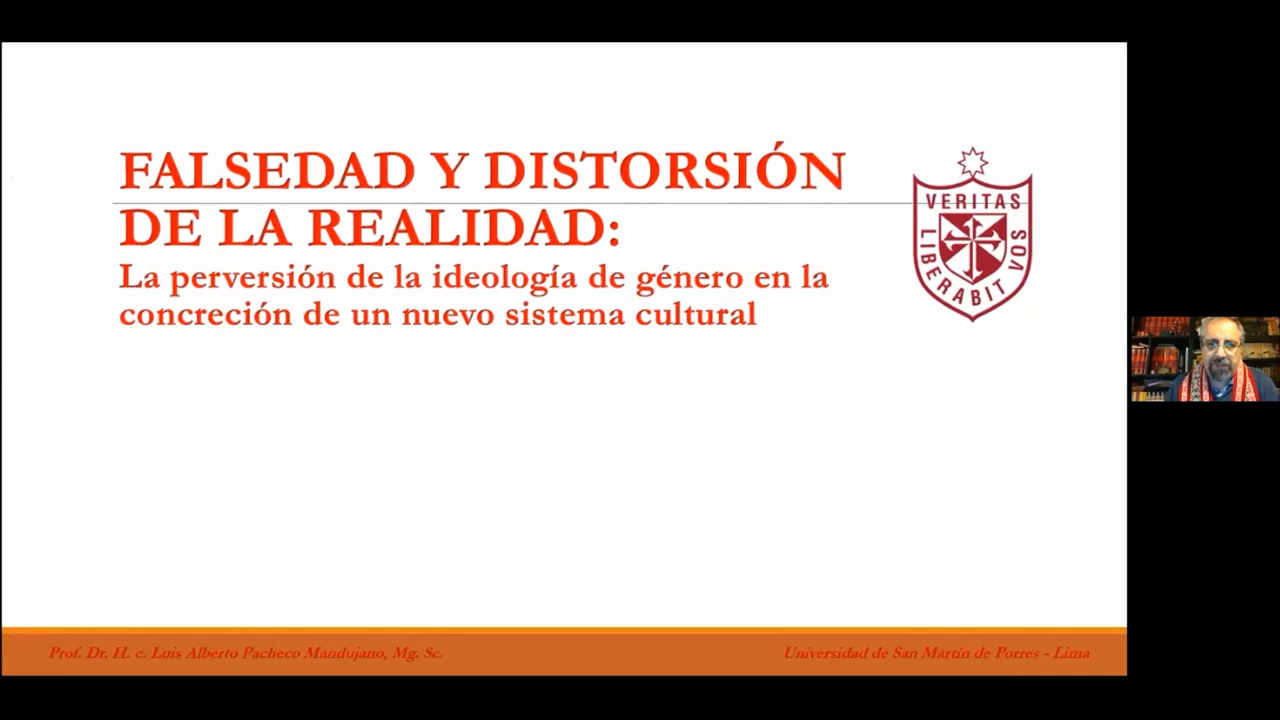 FALSEDAD Y DISTORSIÓN
DE LA REALIDAD:
La perversión de la ideología de género en la
concreción de un nuevo sistema cultural
VERITAS
LIBERABIT
VOS
Prof. Dr. H. c. Luis Alberto Pacheco Mandujano, Mg. Sc.
Universidad de San Martín de Porres - Lima